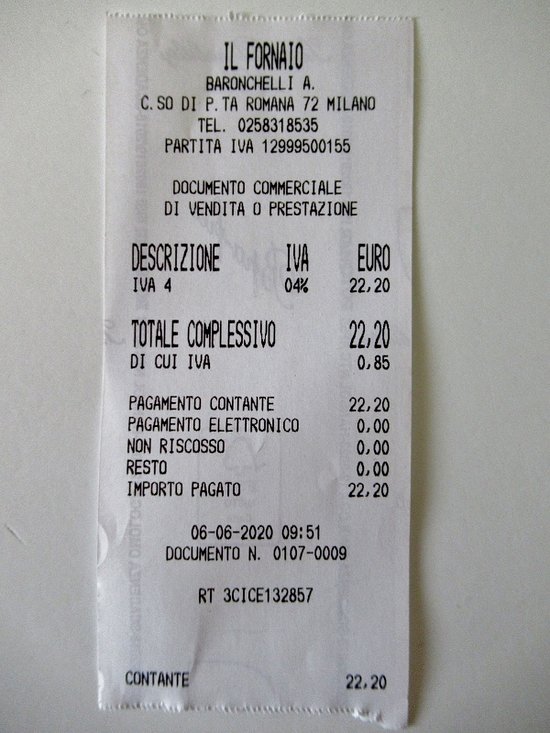 IL FORNAIO
BARONCHELLI A.
C.SO DI P.TA ROMANA 72 MILANO
TEL. 0258318535
PARTITA IVA 12999500155
DOCUMENTO COMMERCIALE
DI VENDITA O PRESTAZIONE
DESCRIZIONE IVA EURO
IVA 4 04% 22,20
TOTALE COMPLESSIVO 22,20
DI CUI IVA 0,85
PAGAMENTO CONTANTE 22,20
PAGAMENTO ELETTRONICO 0,00
NON RISCOSSO 0,00
RESTO 0,00
IMPORTO PAGATO 22,20
06-06-2020 09:51
DOCUMENTO N. 0107-0009
RT 3CICE132857
CONTANTE 22,20